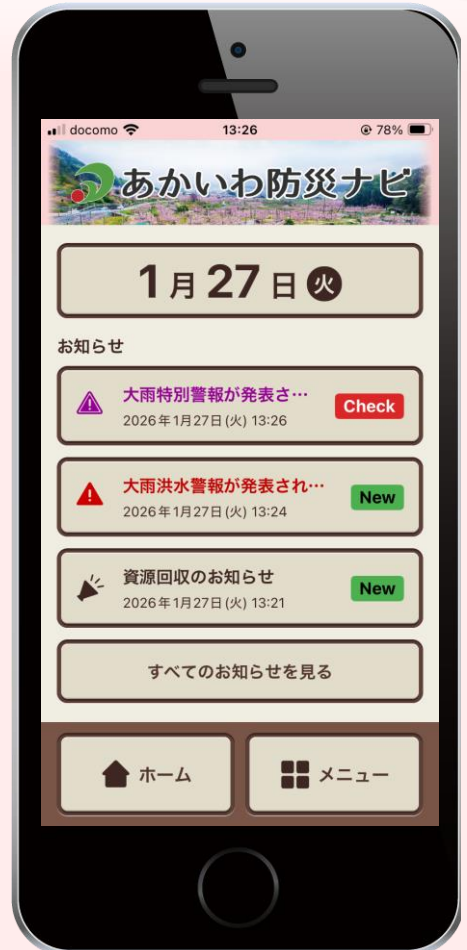 docomo 13:26 78%
あかいわ防災ナビ
1月27日 火
お知らせ
大雨特別警報が発表さ…
2026年1月27日(火) 13:26
Check
大雨洪水警報が発表され…
2026年1月27日(火) 13:24
New
資源回収のお知らせ
2026年1月27日(火) 13:21
New
すべてのお知らせを見る
ホーム
メニュー